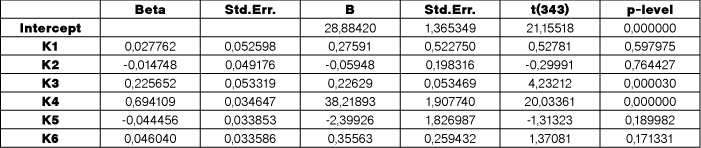 Beta Std.Err. B Std.Err. t(343) p-level
Intercept 28,88420 1,365349 21,15518 0,000000
K1 0,027762 0,052598 0,27591 0,522750 0,52781 0,597975
K2 -0,014748 0,049176 -0,05948 0,198316 -0,29991 0,764427
K3 0,225652 0,053319 0,22629 0,053469 4,23212 0,000030
K4 0,694109 0,034647 38,21893 1,907740 20,03361 0,000000
K5 -0,044456 0,033853 -2,39926 1,826987 -1,31323 0,189982
K6 0,046040 0,033586 0,35563 0,259432 1,37081 0,171331